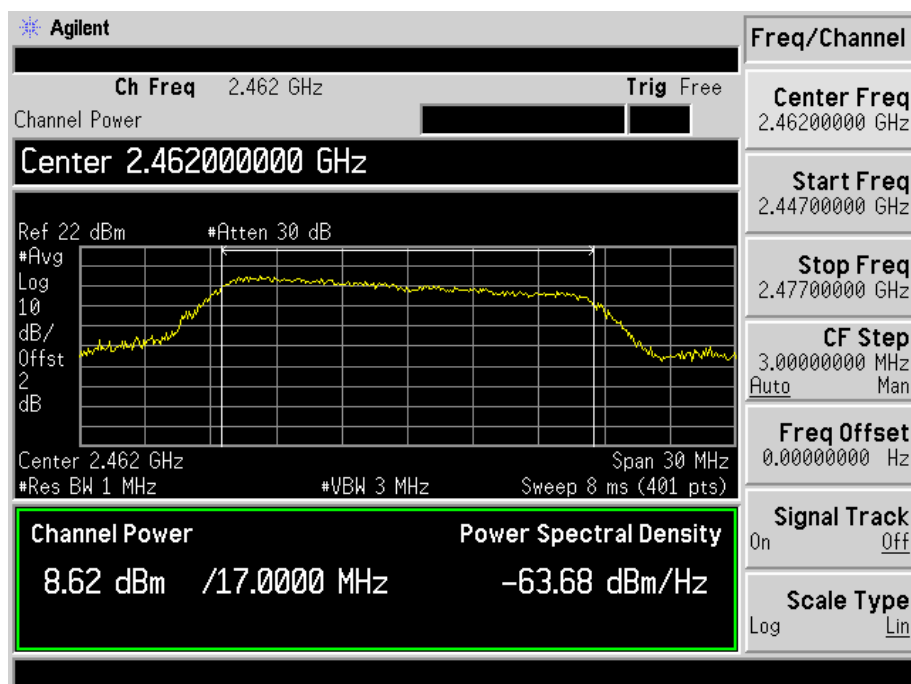 Agilent
Freq/Channel
Ch Freq 2.462 GHz Trig Free
Channel Power
Center 2.462000000 GHz
Ref 22 dBm #Atten 30 dB
#Avg
Log
10
dB/
Offst
2
dB
Center 2.462 GHz Span 30 MHz
#Res BW 1 MHz #VBW 3 MHz Sweep 8 ms (401 pts)
Channel Power Power Spectral Density
8.62 dBm /17.0000 MHz -63.68 dBm/Hz
Center Freq
2.46200000 GHz
Start Freq
2.44700000 GHz
Stop Freq
2.47700000 GHz
CF Step
3.00000000 MHz
Auto Man
Freq Offset
0.00000000 Hz
Signal Track
On Off
Scale Type
Log Lin